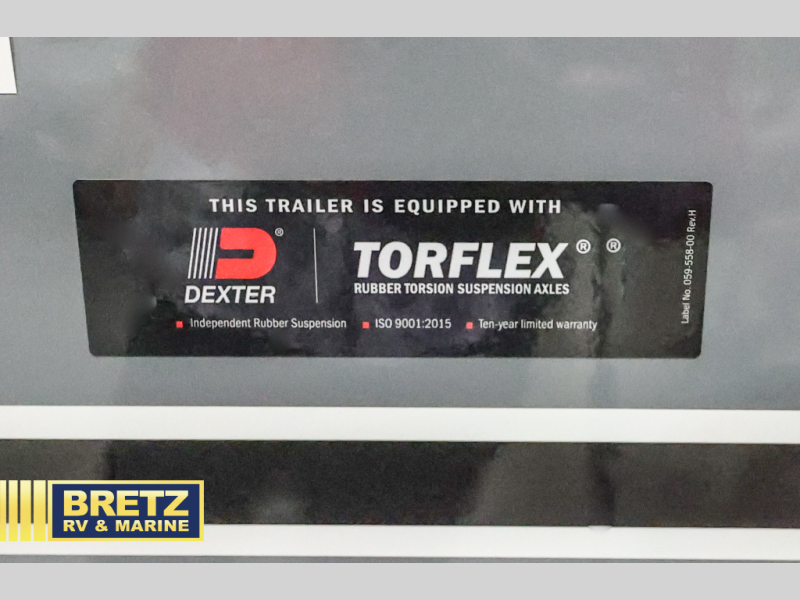 THIS TRAILER IS EQUIPPED WITH
DEXTER®
TORFLEX® ®
RUBBER TORSION SUSPENSION AXLES
Independent Rubber Suspension ISO 9001:2015 Ten-year limited warranty
Label No. 059-558-00 Rev.H
BRETZ
RV & MARINE